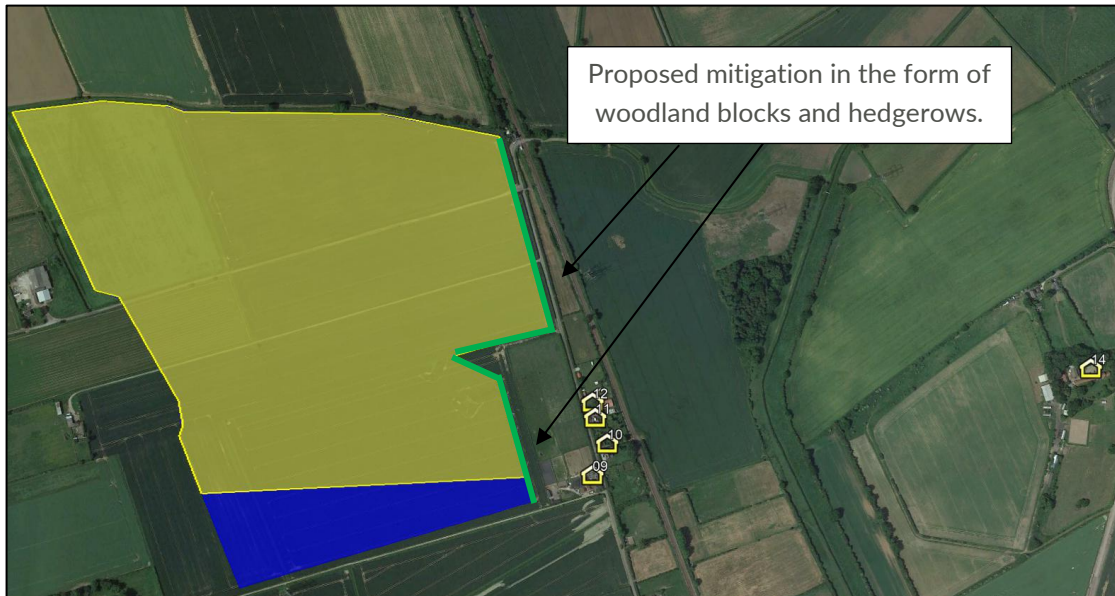 Proposed mitigation in the form of
woodland blocks and hedgerows.
14
12
11
10
09